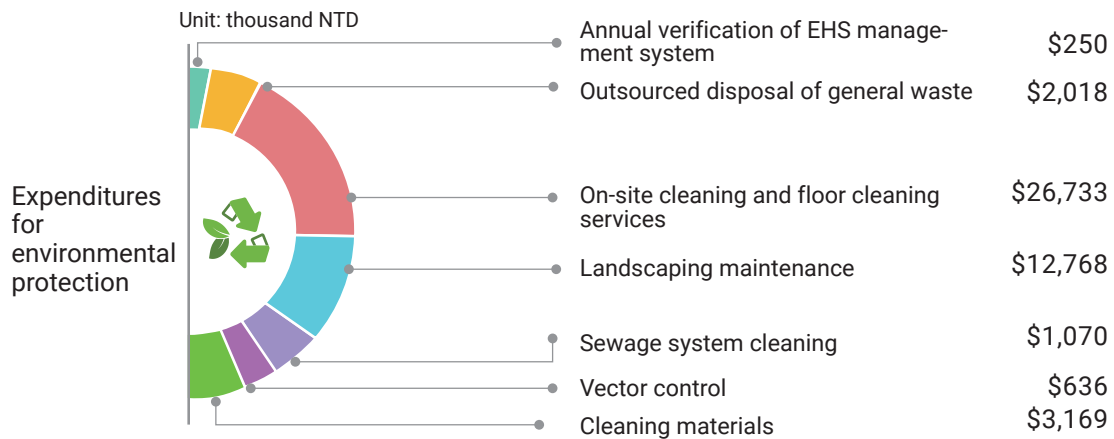 Unit: thousand NTD
Expenditures
for
environmental
protection
Annual verification of EHS manage-
ment system
$250
Outsourced disposal of general waste
$2,018
On-site cleaning and floor cleaning
services
$26,733
Landscaping maintenance
$12,768
Sewage system cleaning
$1,070
Vector control
$636
Cleaning materials
$3,169